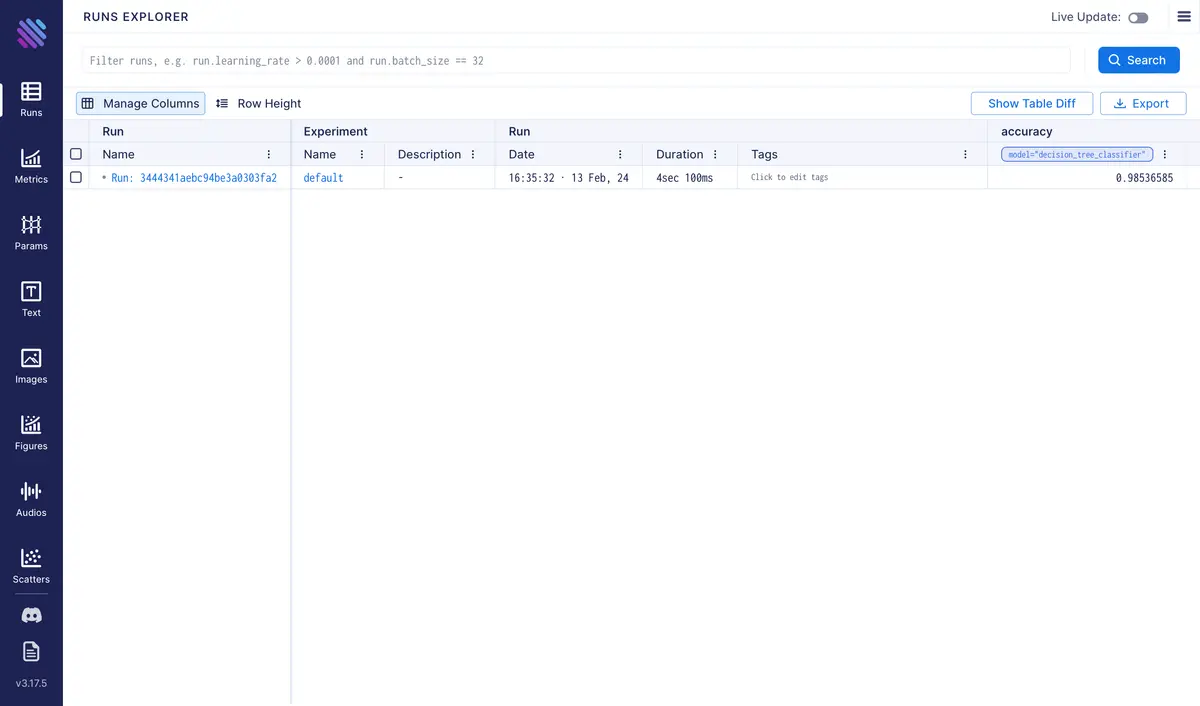 RUNS EXPLORER
Live Update:
Filter runs, e.g. run.learning_rate > 0.0001 and run.batch_size == 32
Search
Manage Columns
Row Height
Show Table Diff
Export
Run
Experiment
Run
accuracy
Name
Name
Description
Date
Duration
Tags
model="decision_tree_classifier"
Run: 3444341aebc94be3a0303fa2
default
-
16:35:32 · 13 Feb, 24
4sec 100ms
Click to edit tags
0.98536585
Runs
Metrics
Params
Text
Images
Figures
Audios
Scatters
v3.17.5